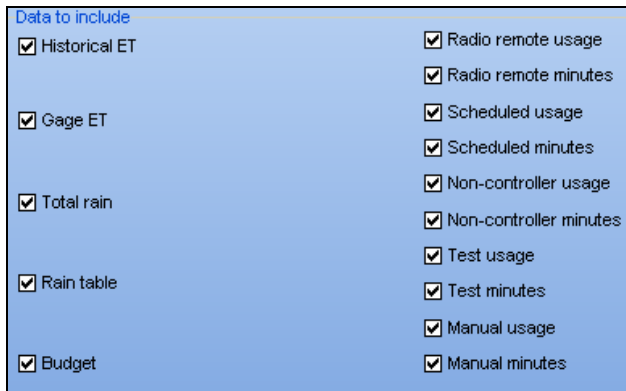 Data to include
Historical ET
Gage ET
Total rain
Rain table
Budget
Radio remote usage
Radio remote minutes
Scheduled usage
Scheduled minutes
Non-controller usage
Non-controller minutes
Test usage
Test minutes
Manual usage
Manual minutes